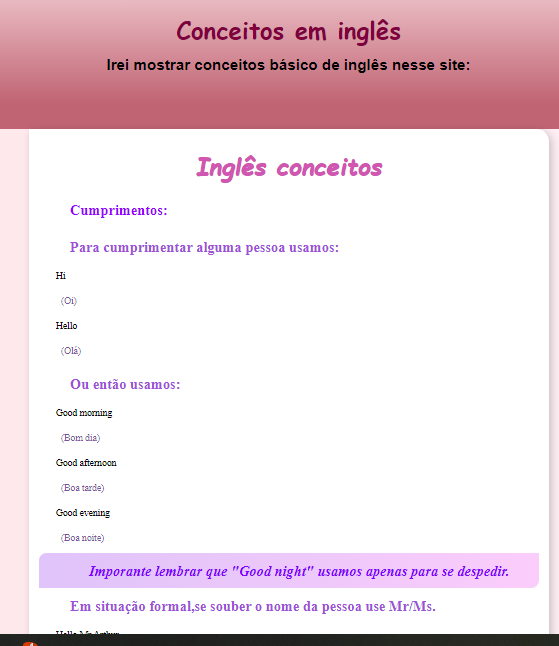 Conceitos em inglês
Irei mostrar conceitos básico de inglês nesse site:
Inglês conceitos
Cumprimentos:
Para cumprimentar alguma pessoa usamos:
Hi
(Oi)
Hello
(Olá)
Ou então usamos:
Good morning
(Bom dia)
Good afternoon
(Boa tarde)
Good evening
(Boa noite)
Imporante lembrar que "Good night" usamos apenas para se despedir.
Em situação formal,se souber o nome da pessoa use Mr/Ms.
Hello Mr Arthur